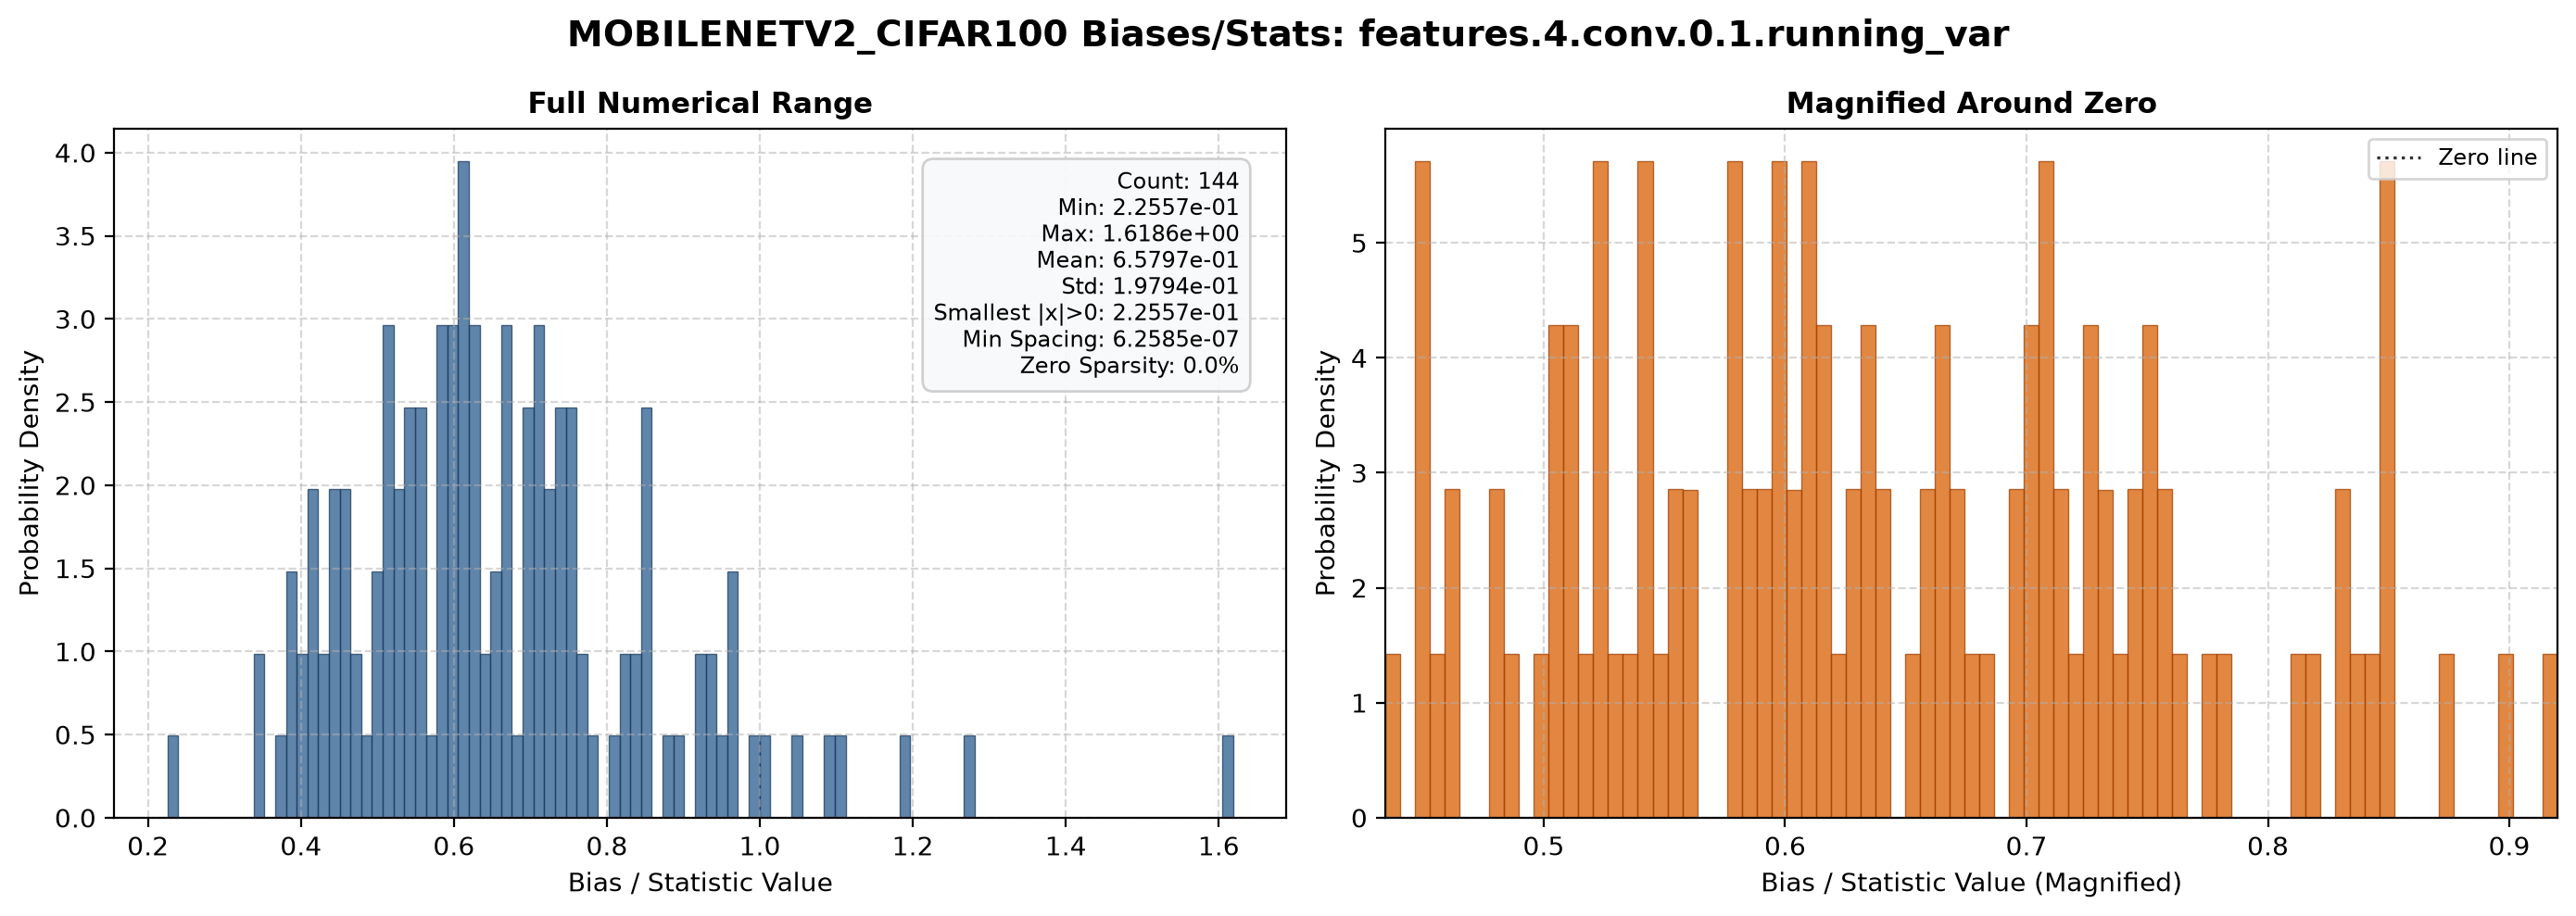 MOBILENETV2_CIFAR100 Biases/Stats: features.4.conv.0.1.running_var
Full Numerical Range
Probability Density
4.0
3.5
3.0
2.5
2.0
1.5
1.0
0.5
0.0
Count: 144
Min: 2.2557e-01
Max: 1.6186e+00
Mean: 6.5797e-01
Std: 1.9794e-01
Smallest |x|>0: 2.2557e-01
Min Spacing: 6.2585e-07
Zero Sparsity: 0.0%
0.2 0.4 0.6 0.8 1.0 1.2 1.4 1.6
Bias / Statistic Value
Magnified Around Zero
Probability Density
5
4
3
2
1
0
Zero line
0.5 0.6 0.7 0.8 0.9
Bias / Statistic Value (Magnified)